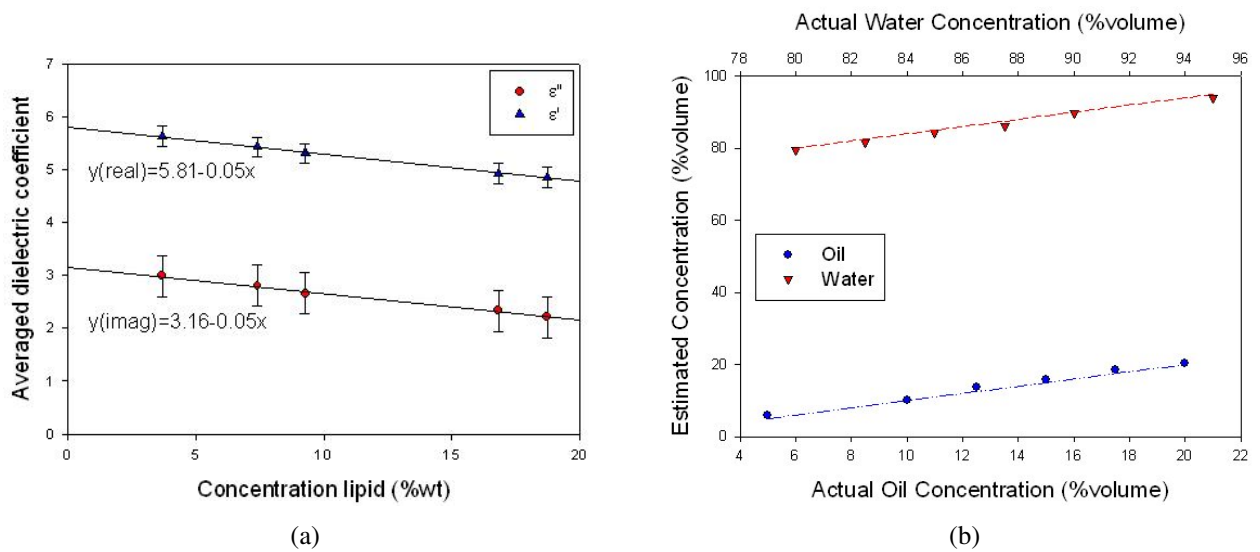 7
6
5
4
3
2
1
0
Averaged dielectric coefficient
ε"
ε'
y(real)=5.81-0.05x
y(imag)=3.16-0.05x
0 5 10 15 20
Concentration lipid (%wt)
(a)
Actual Water Concentration (%volume)
78 80 82 84 86 88 90 92 94 96
100
80
60
40
20
0
Estimated Concentration (%volume)
Oil
Water
4 6 8 10 12 14 16 18 20 22
Actual Oil Concentration (%volume)
(b)